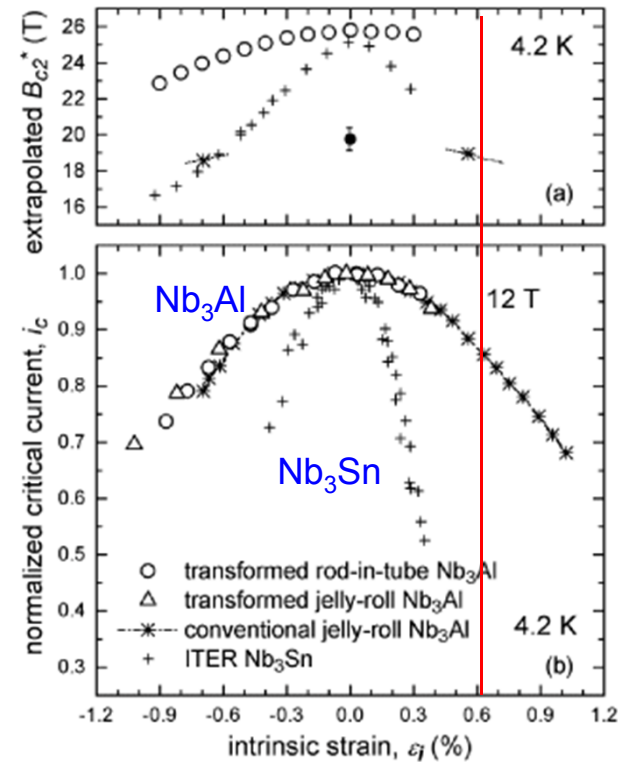 extrapolated Bc2* (T)
26
24
22
20
18
16
4.2 K
(a)
normalized critical current, ic
1.0
0.9
0.8
0.7
0.6
0.5
0.4
0.3
Nb3Al
12 T
Nb3Sn
transformed rod-in-tube Nb3Al
transformed jelly-roll Nb3Al
conventional jelly-roll Nb3Al
ITER Nb3Sn
4.2 K
(b)
-1.2 -0.9 -0.6 -0.3 0.0 0.3 0.6 0.9 1.2
intrinsic strain, εi (%)